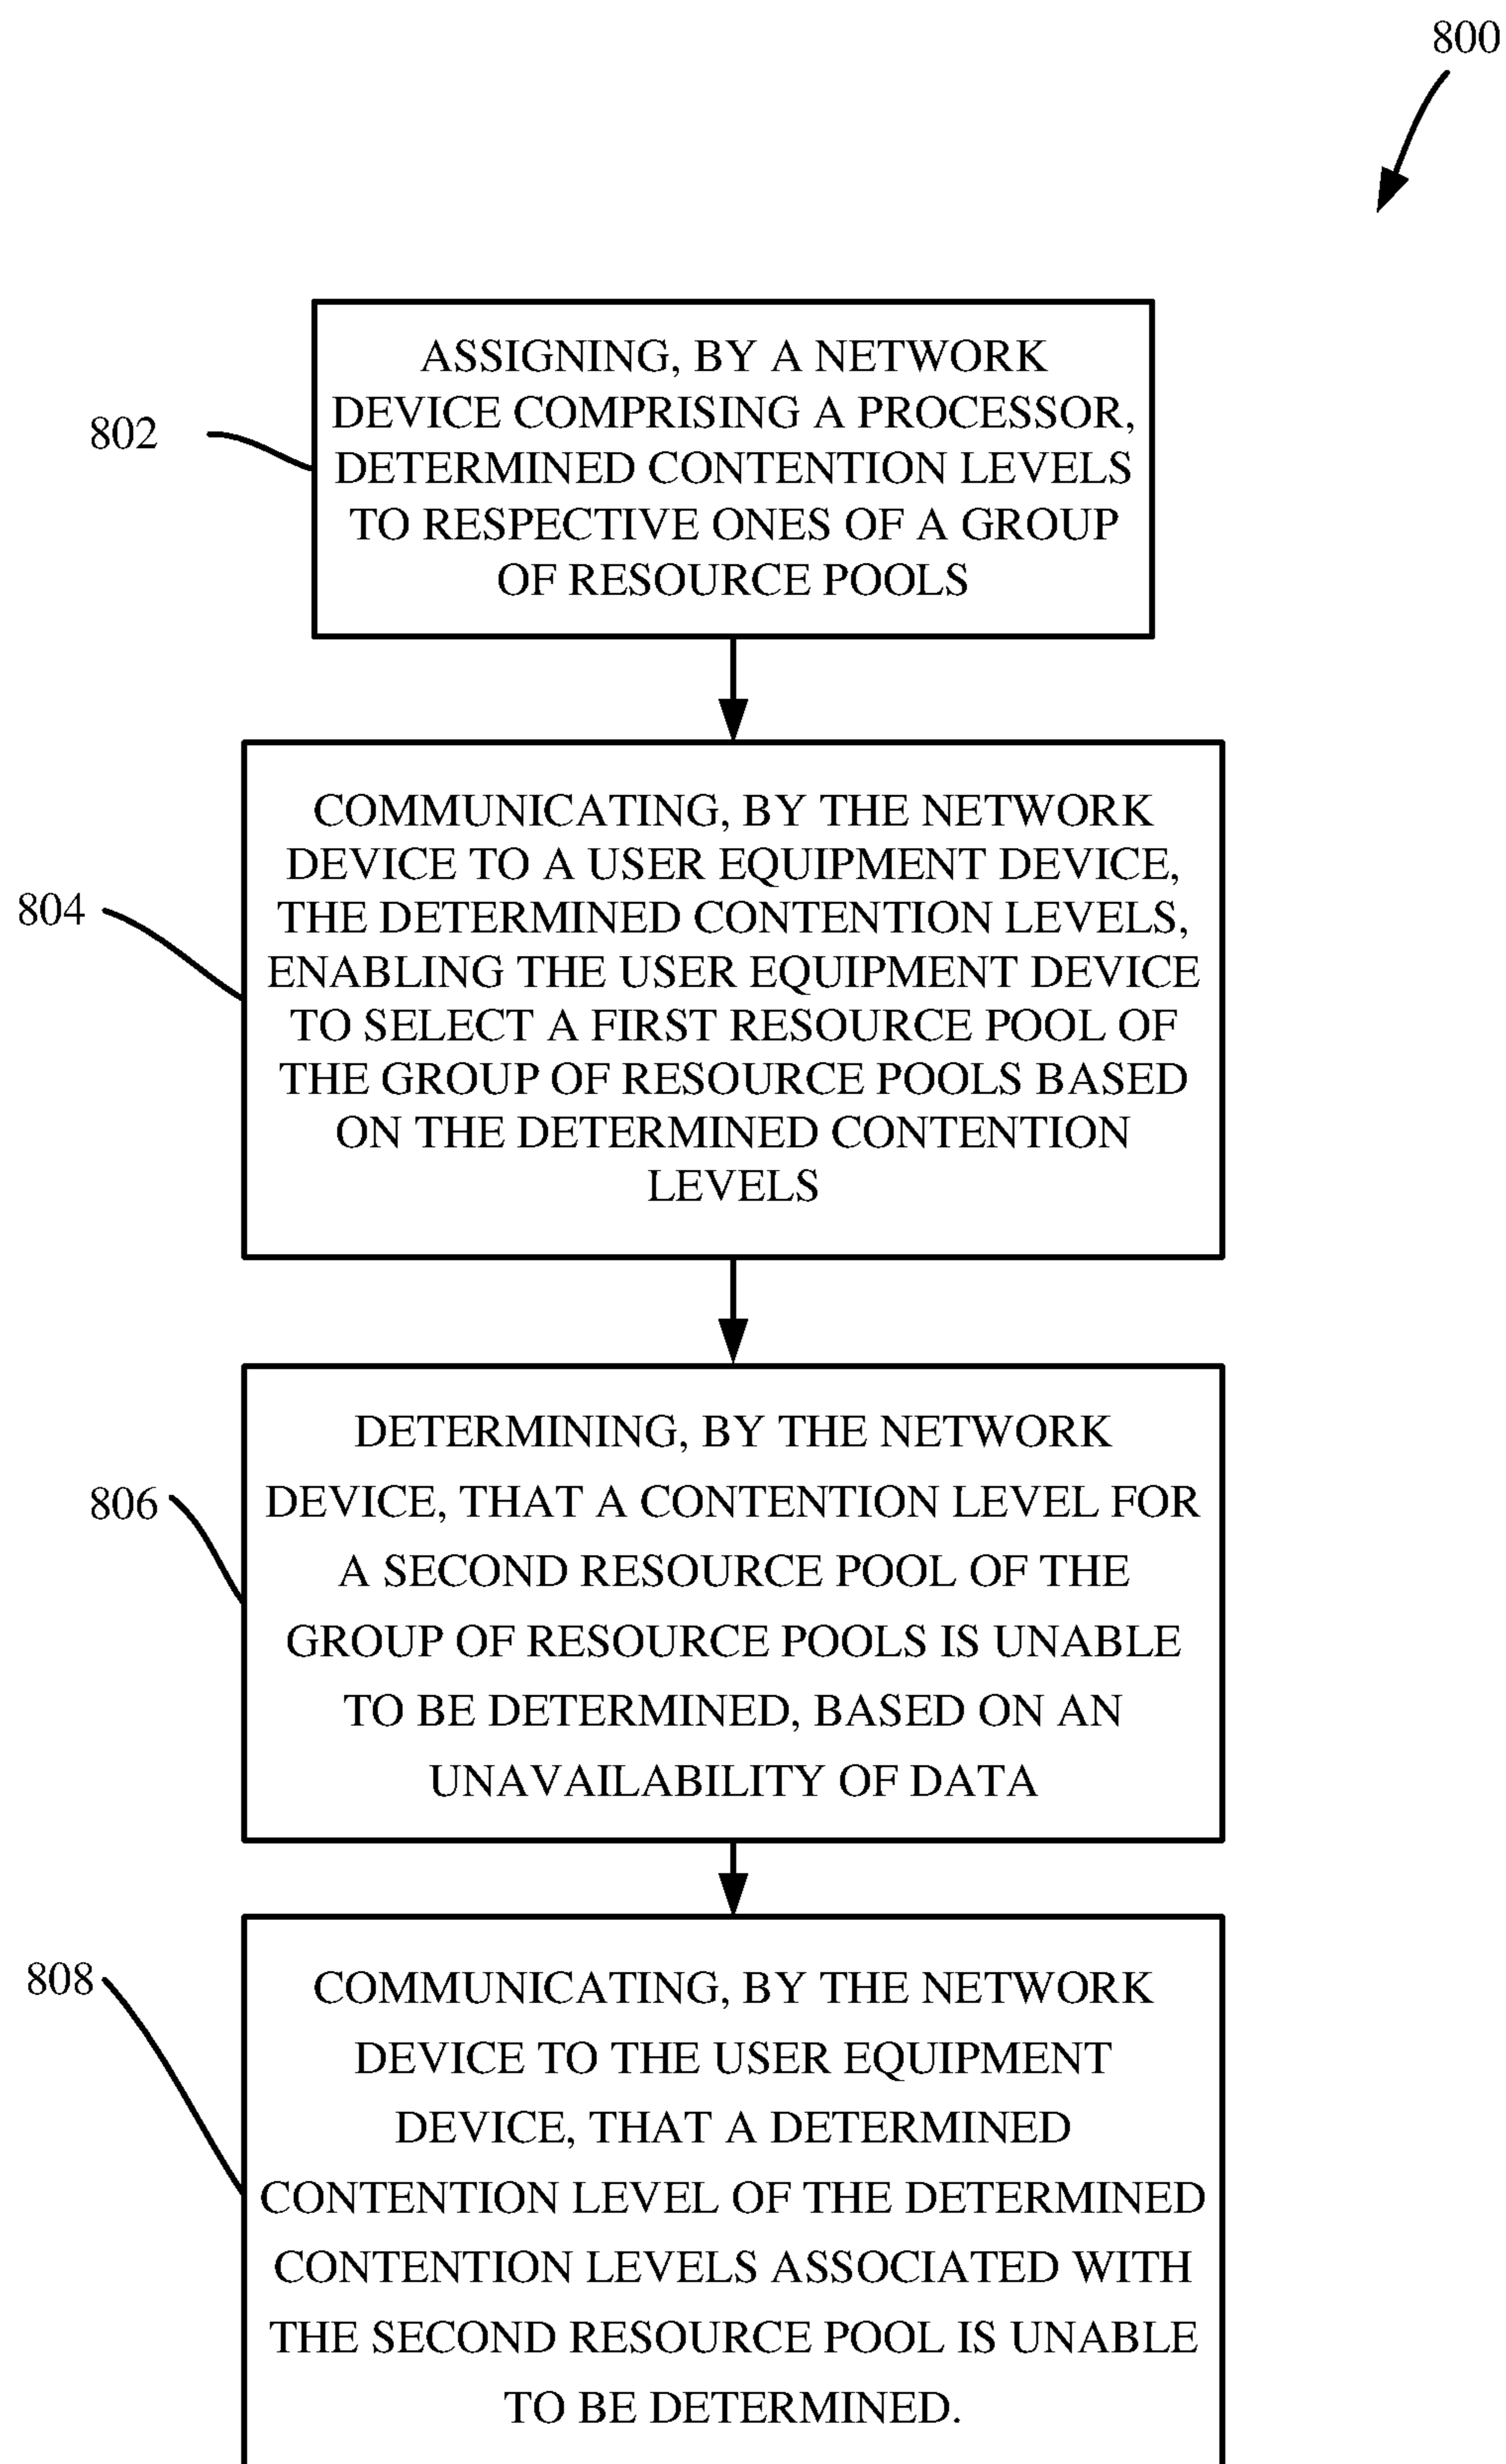 800
802
ASSIGNING, BY A NETWORK
DEVICE COMPRISING A PROCESSOR,
DETERMINED CONTENTION LEVELS
TO RESPECTIVE ONES OF A GROUP
OF RESOURCE POOLS
804
COMMUNICATING, BY THE NETWORK
DEVICE TO A USER EQUIPMENT DEVICE,
THE DETERMINED CONTENTION LEVELS,
ENABLING THE USER EQUIPMENT DEVICE
TO SELECT A FIRST RESOURCE POOL OF
THE GROUP OF RESOURCE POOLS BASED
ON THE DETERMINED CONTENTION
LEVELS
806
DETERMINING, BY THE NETWORK
DEVICE, THAT A CONTENTION LEVEL FOR
A SECOND RESOURCE POOL OF THE
GROUP OF RESOURCE POOLS IS UNABLE
TO BE DETERMINED, BASED ON AN
UNAVAILABILITY OF DATA
808
COMMUNICATING, BY THE NETWORK
DEVICE TO THE USER EQUIPMENT
DEVICE, THAT A DETERMINED
CONTENTION LEVEL OF THE DETERMINED
CONTENTION LEVELS ASSOCIATED WITH
THE SECOND RESOURCE POOL IS UNABLE
TO BE DETERMINED.